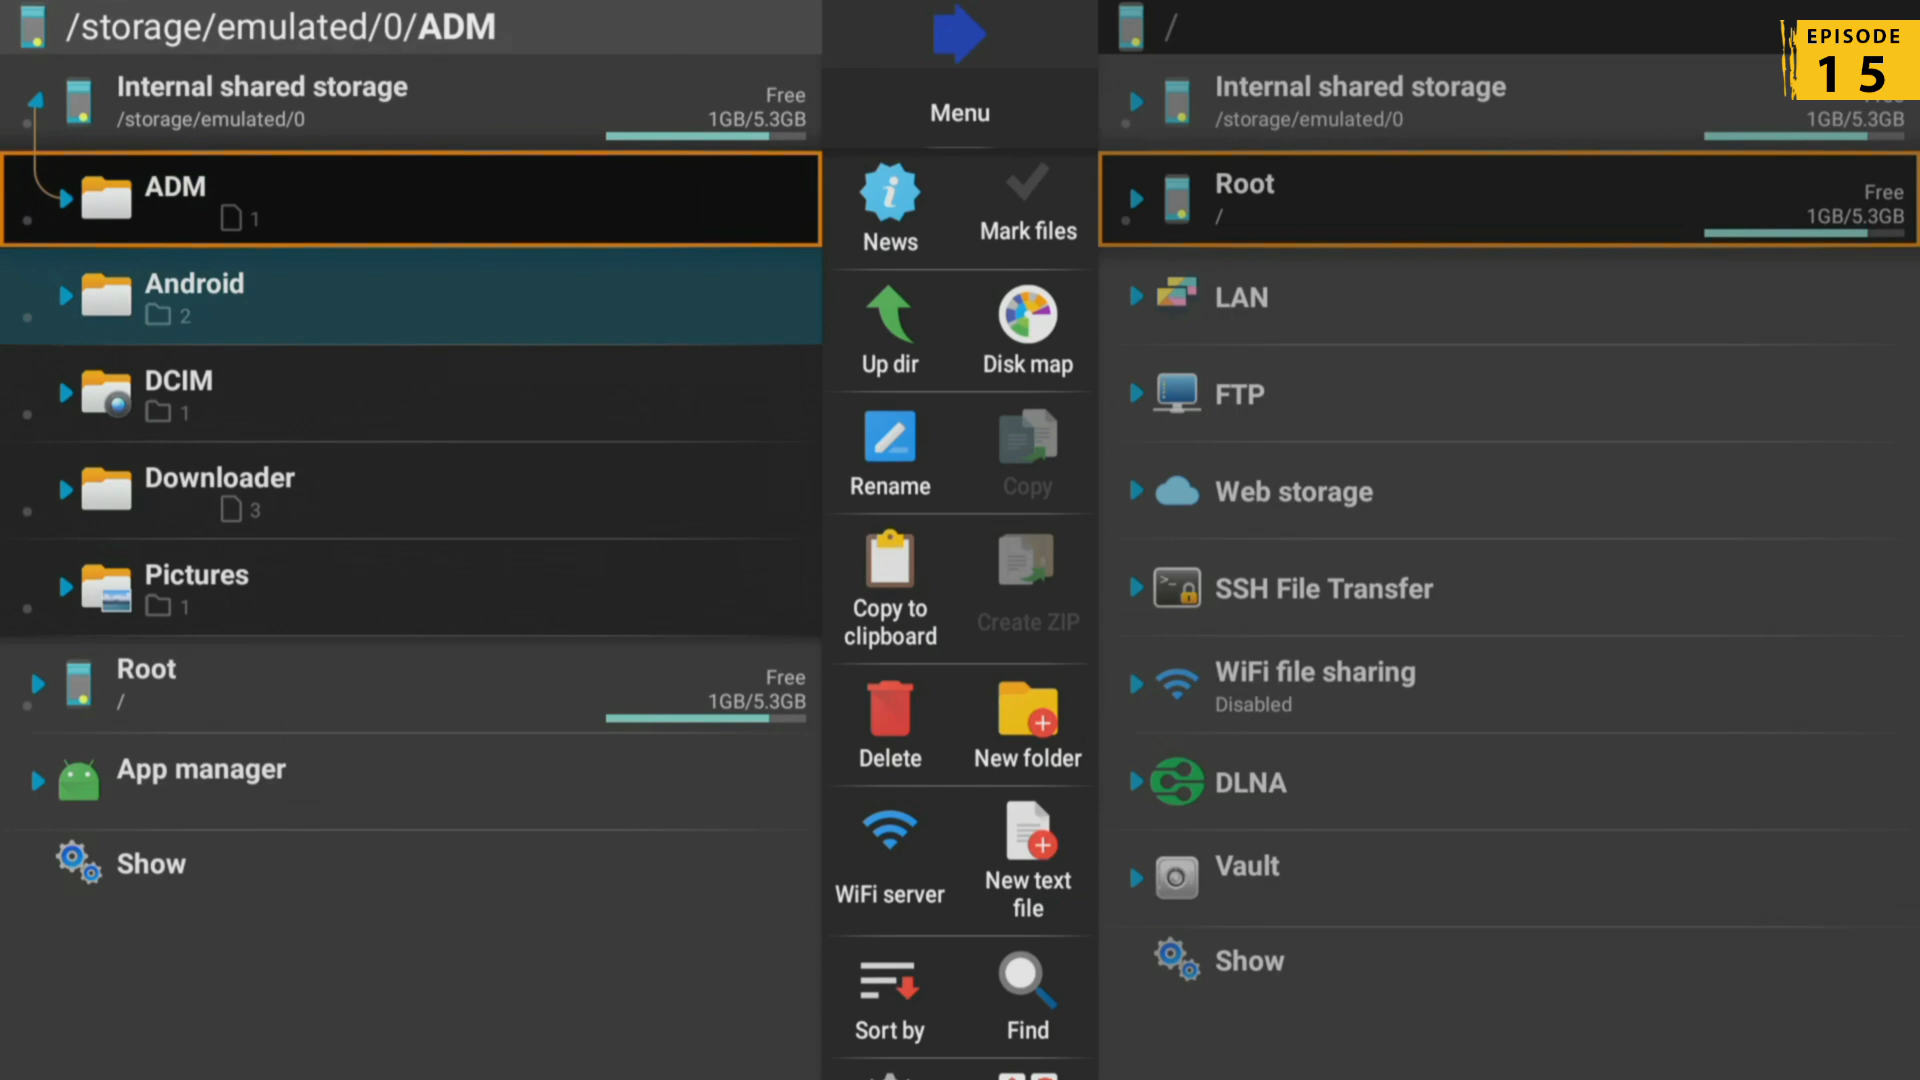 /storage/emulated/0/ADM
Internal shared storage
/storage/emulated/0
Free
1GB/5.3GB
ADM
1
Android
2
DCIM
1
Downloader
3
Pictures
1
Root
/
Free
1GB/5.3GB
App manager
Show
Menu
News
Mark files
Up dir
Disk map
Rename
Copy
Copy to
clipboard
Create ZIP
Delete
New folder
WiFi server
New text
file
Sort by
Find
/
EPISODE
15
Internal shared storage
/storage/emulated/0
Free
1GB/5.3GB
Root
/
Free
1GB/5.3GB
LAN
FTP
Web storage
SSH File Transfer
WiFi file sharing
Disabled
DLNA
Vault
Show